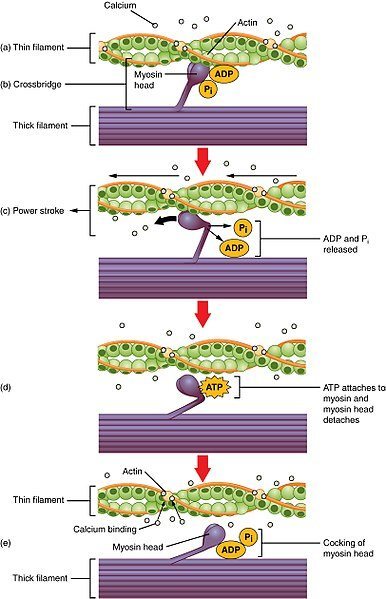 Calcium
Actin
(a) Thin filament
ADP
(b) Crossbridge
Myosin
head
Pi
Thick filament
(c) Power stroke
Pi
ADP
ADP and Pi
released
(d)
ATP
ATP attaches to
myosin and
myosin head
detaches
Actin
Thin filament
Calcium binding
Myosin head
Pi
ADP
(e)
Cocking of
myosin head
Thick filament